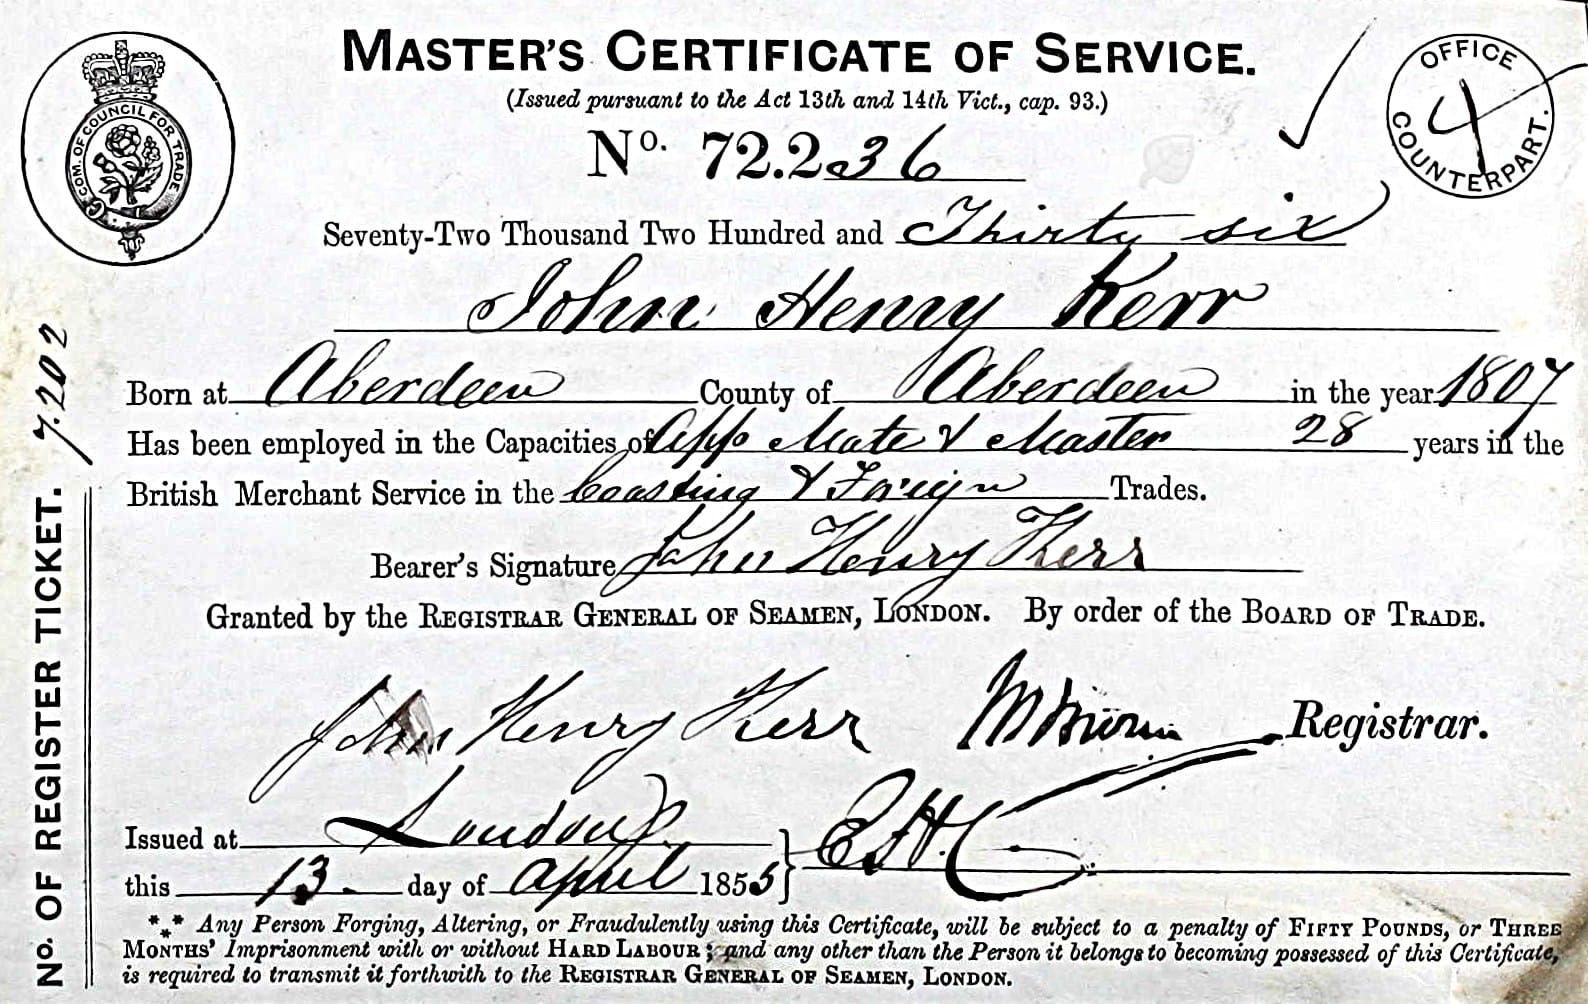 MASTER'S CERTIFICATE OF SERVICE.
(Issued pursuant to the Act 13th and 14th Vict., cap. 93.)
No. 72.236
Seventy-Two Thousand Two Hundred and Thirty six
John Henry Kerr
Born at Aberdeen County of Aberdeen in the year 1807
Has been employed in the Capacities of App Mate & Master 28 years in the
British Merchant Service in the Coasting & Foreign Trades.
Bearer's Signature John Henry Kerr
Granted by the REGISTRAR GENERAL OF SEAMEN, LONDON. By order of the BOARD OF TRADE.
John Henry Kerr Registrar.
Issued at London
this 13. day of April 1855
⁂ Any Person Forging, Altering, or Fraudulently using this Certificate, will be subject to a penalty of FIFTY POUNDS, or THREE
MONTHS' Imprisonment with or without HARD LABOUR; and any other than the Person it belongs to becoming possessed of this Certificate,
is required to transmit it forthwith to the REGISTRAR GENERAL OF SEAMEN, LONDON.
No. OF REGISTER TICKET. 7.202
COM. OF COUNCIL FOR TRADE
OFFICE
4
COUNTERPART.